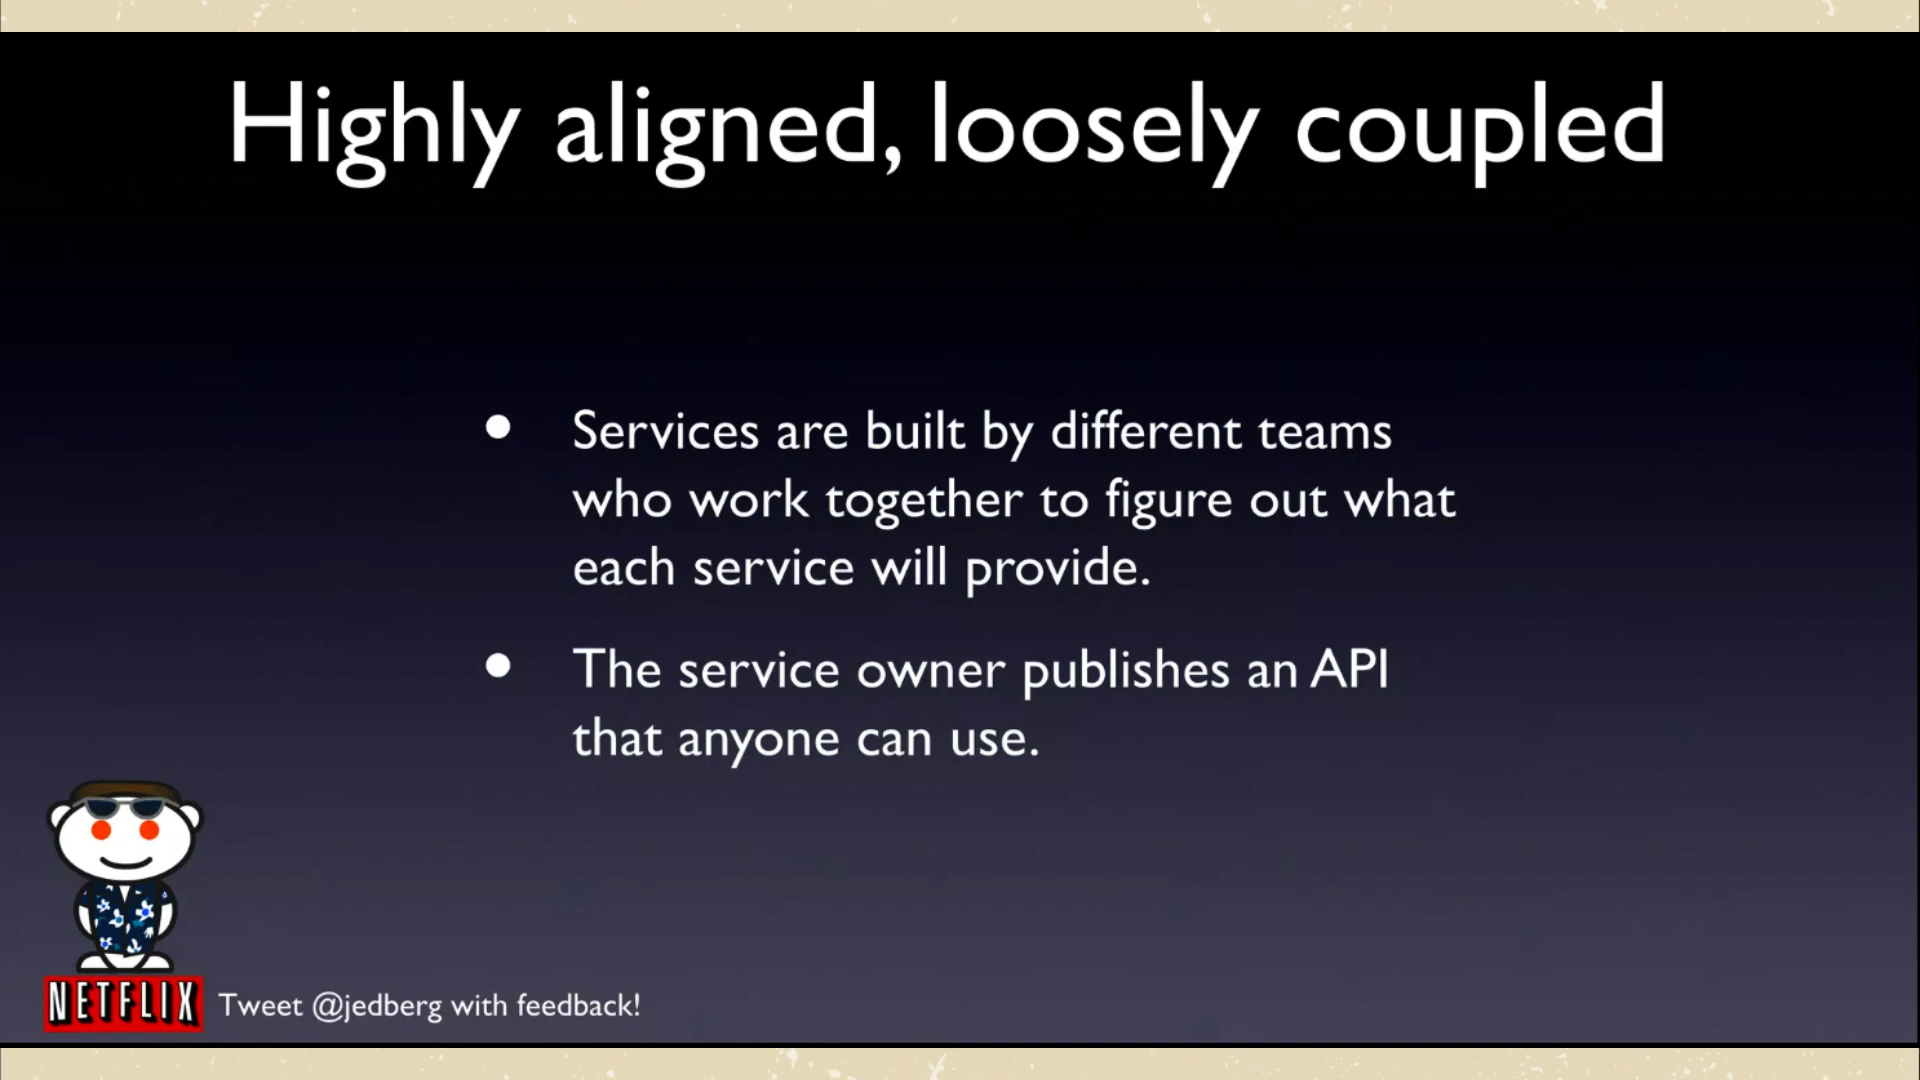 Highly aligned, loosely coupled
• Services are built by different teams
who work together to figure out what
each service will provide.
• The service owner publishes an API
that anyone can use.
NETFLIX Tweet @jedberg with feedback!